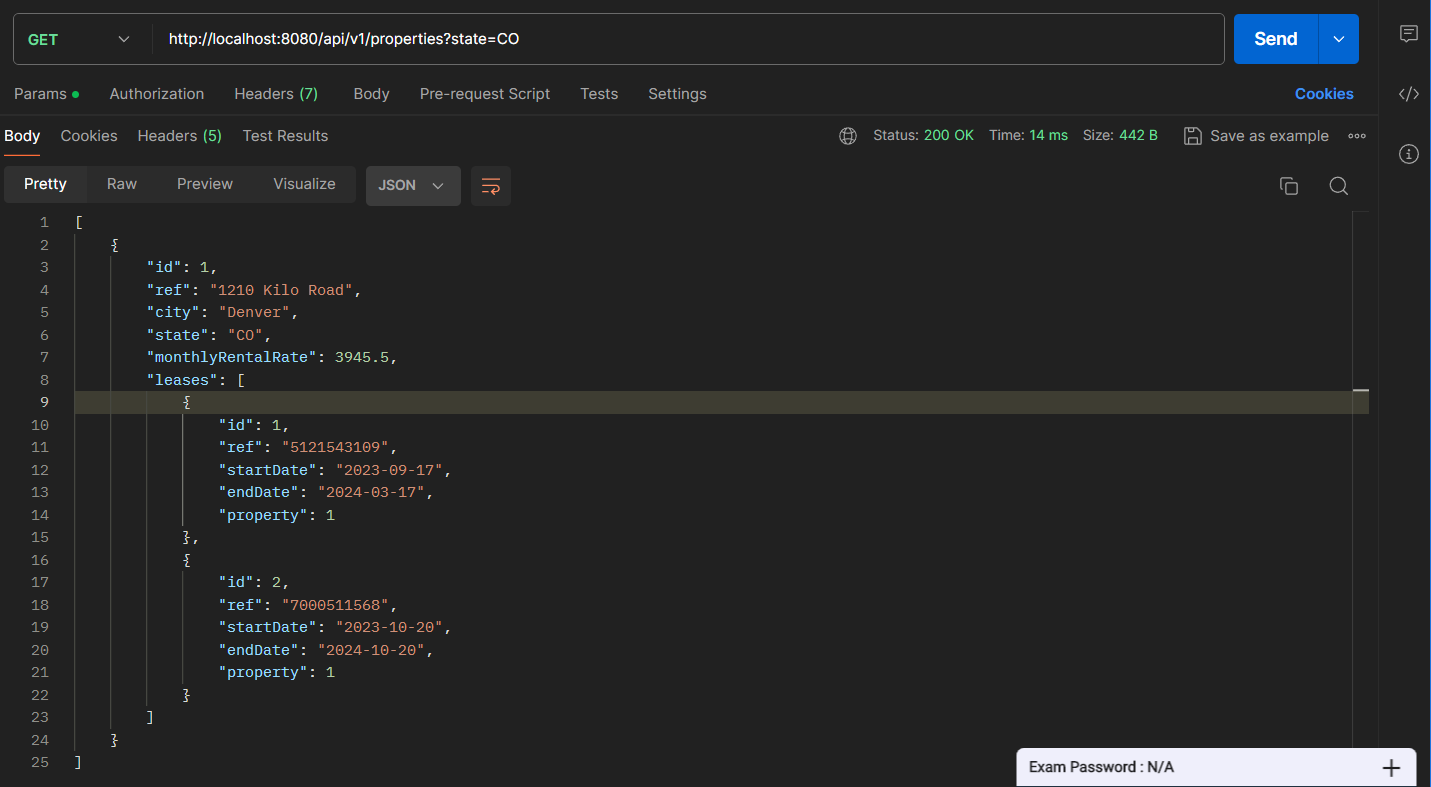 GET http://localhost:8080/api/v1/properties?state=CO Send
Params Authorization Headers (7) Body Pre-request Script Tests Settings Cookies </>
Body Cookies Headers (5) Test Results Status: 200 OK Time: 14 ms Size: 442 B Save as example
Pretty Raw Preview Visualize JSON
1 [
2 {
3 "id": 1,
4 "ref": "1210 Kilo Road",
5 "city": "Denver",
6 "state": "CO",
7 "monthlyRentalRate": 3945.5,
8 "leases": [
9 {
10 "id": 1,
11 "ref": "5121543109",
12 "startDate": "2023-09-17",
13 "endDate": "2024-03-17",
14 "property": 1
15 },
16 {
17 "id": 2,
18 "ref": "7000511568",
19 "startDate": "2023-10-20",
20 "endDate": "2024-10-20",
21 "property": 1
22 }
23 ]
24 }
25 ]
Exam Password : N/A +